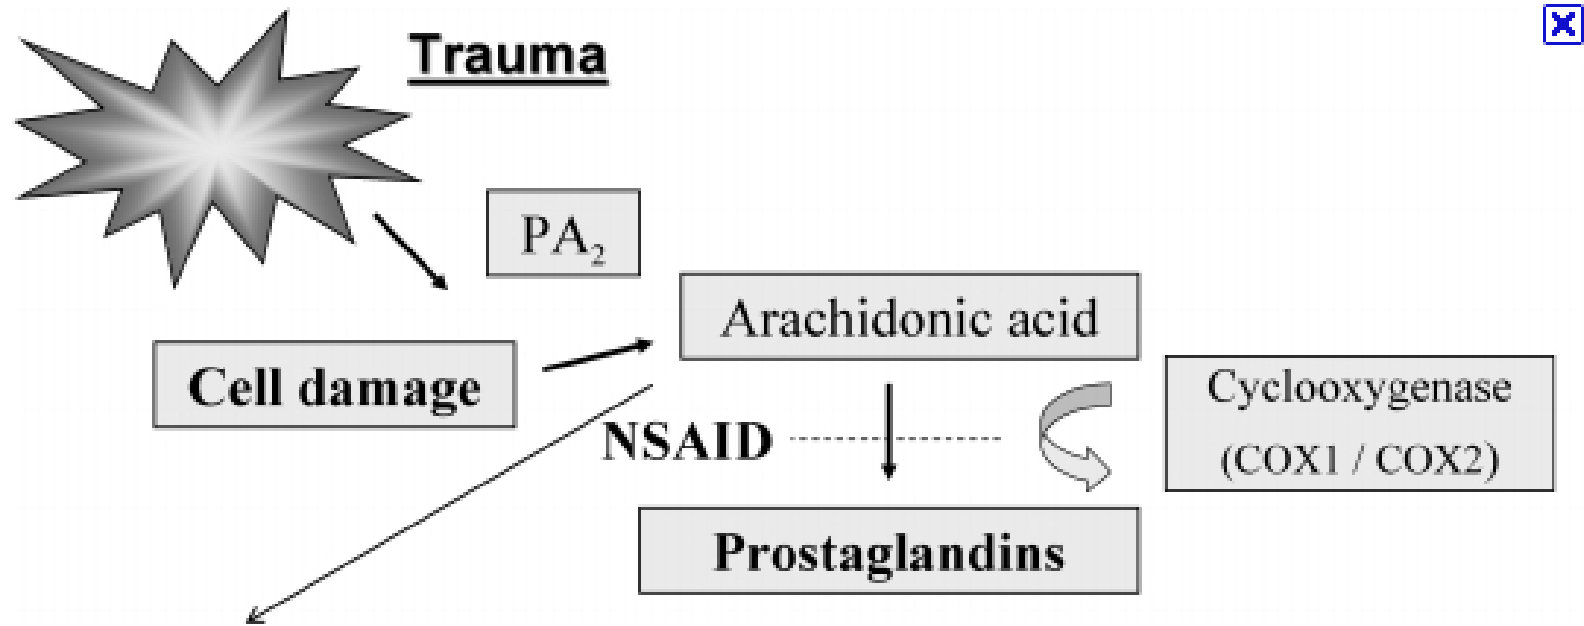 Trauma
PA₂
Arachidonic acid
Cell damage
Cyclooxygenase
(COX1 / COX2)
NSAID
Prostaglandins